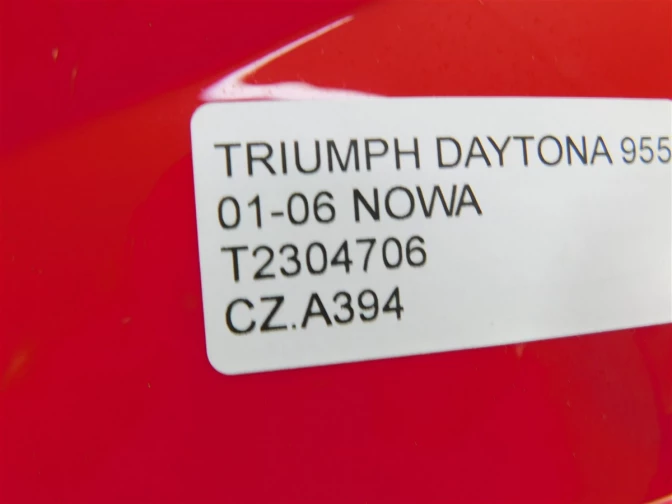 TRIUMPH DAYTONA 955
01-06 NOWA
T2304706
CZ.A394